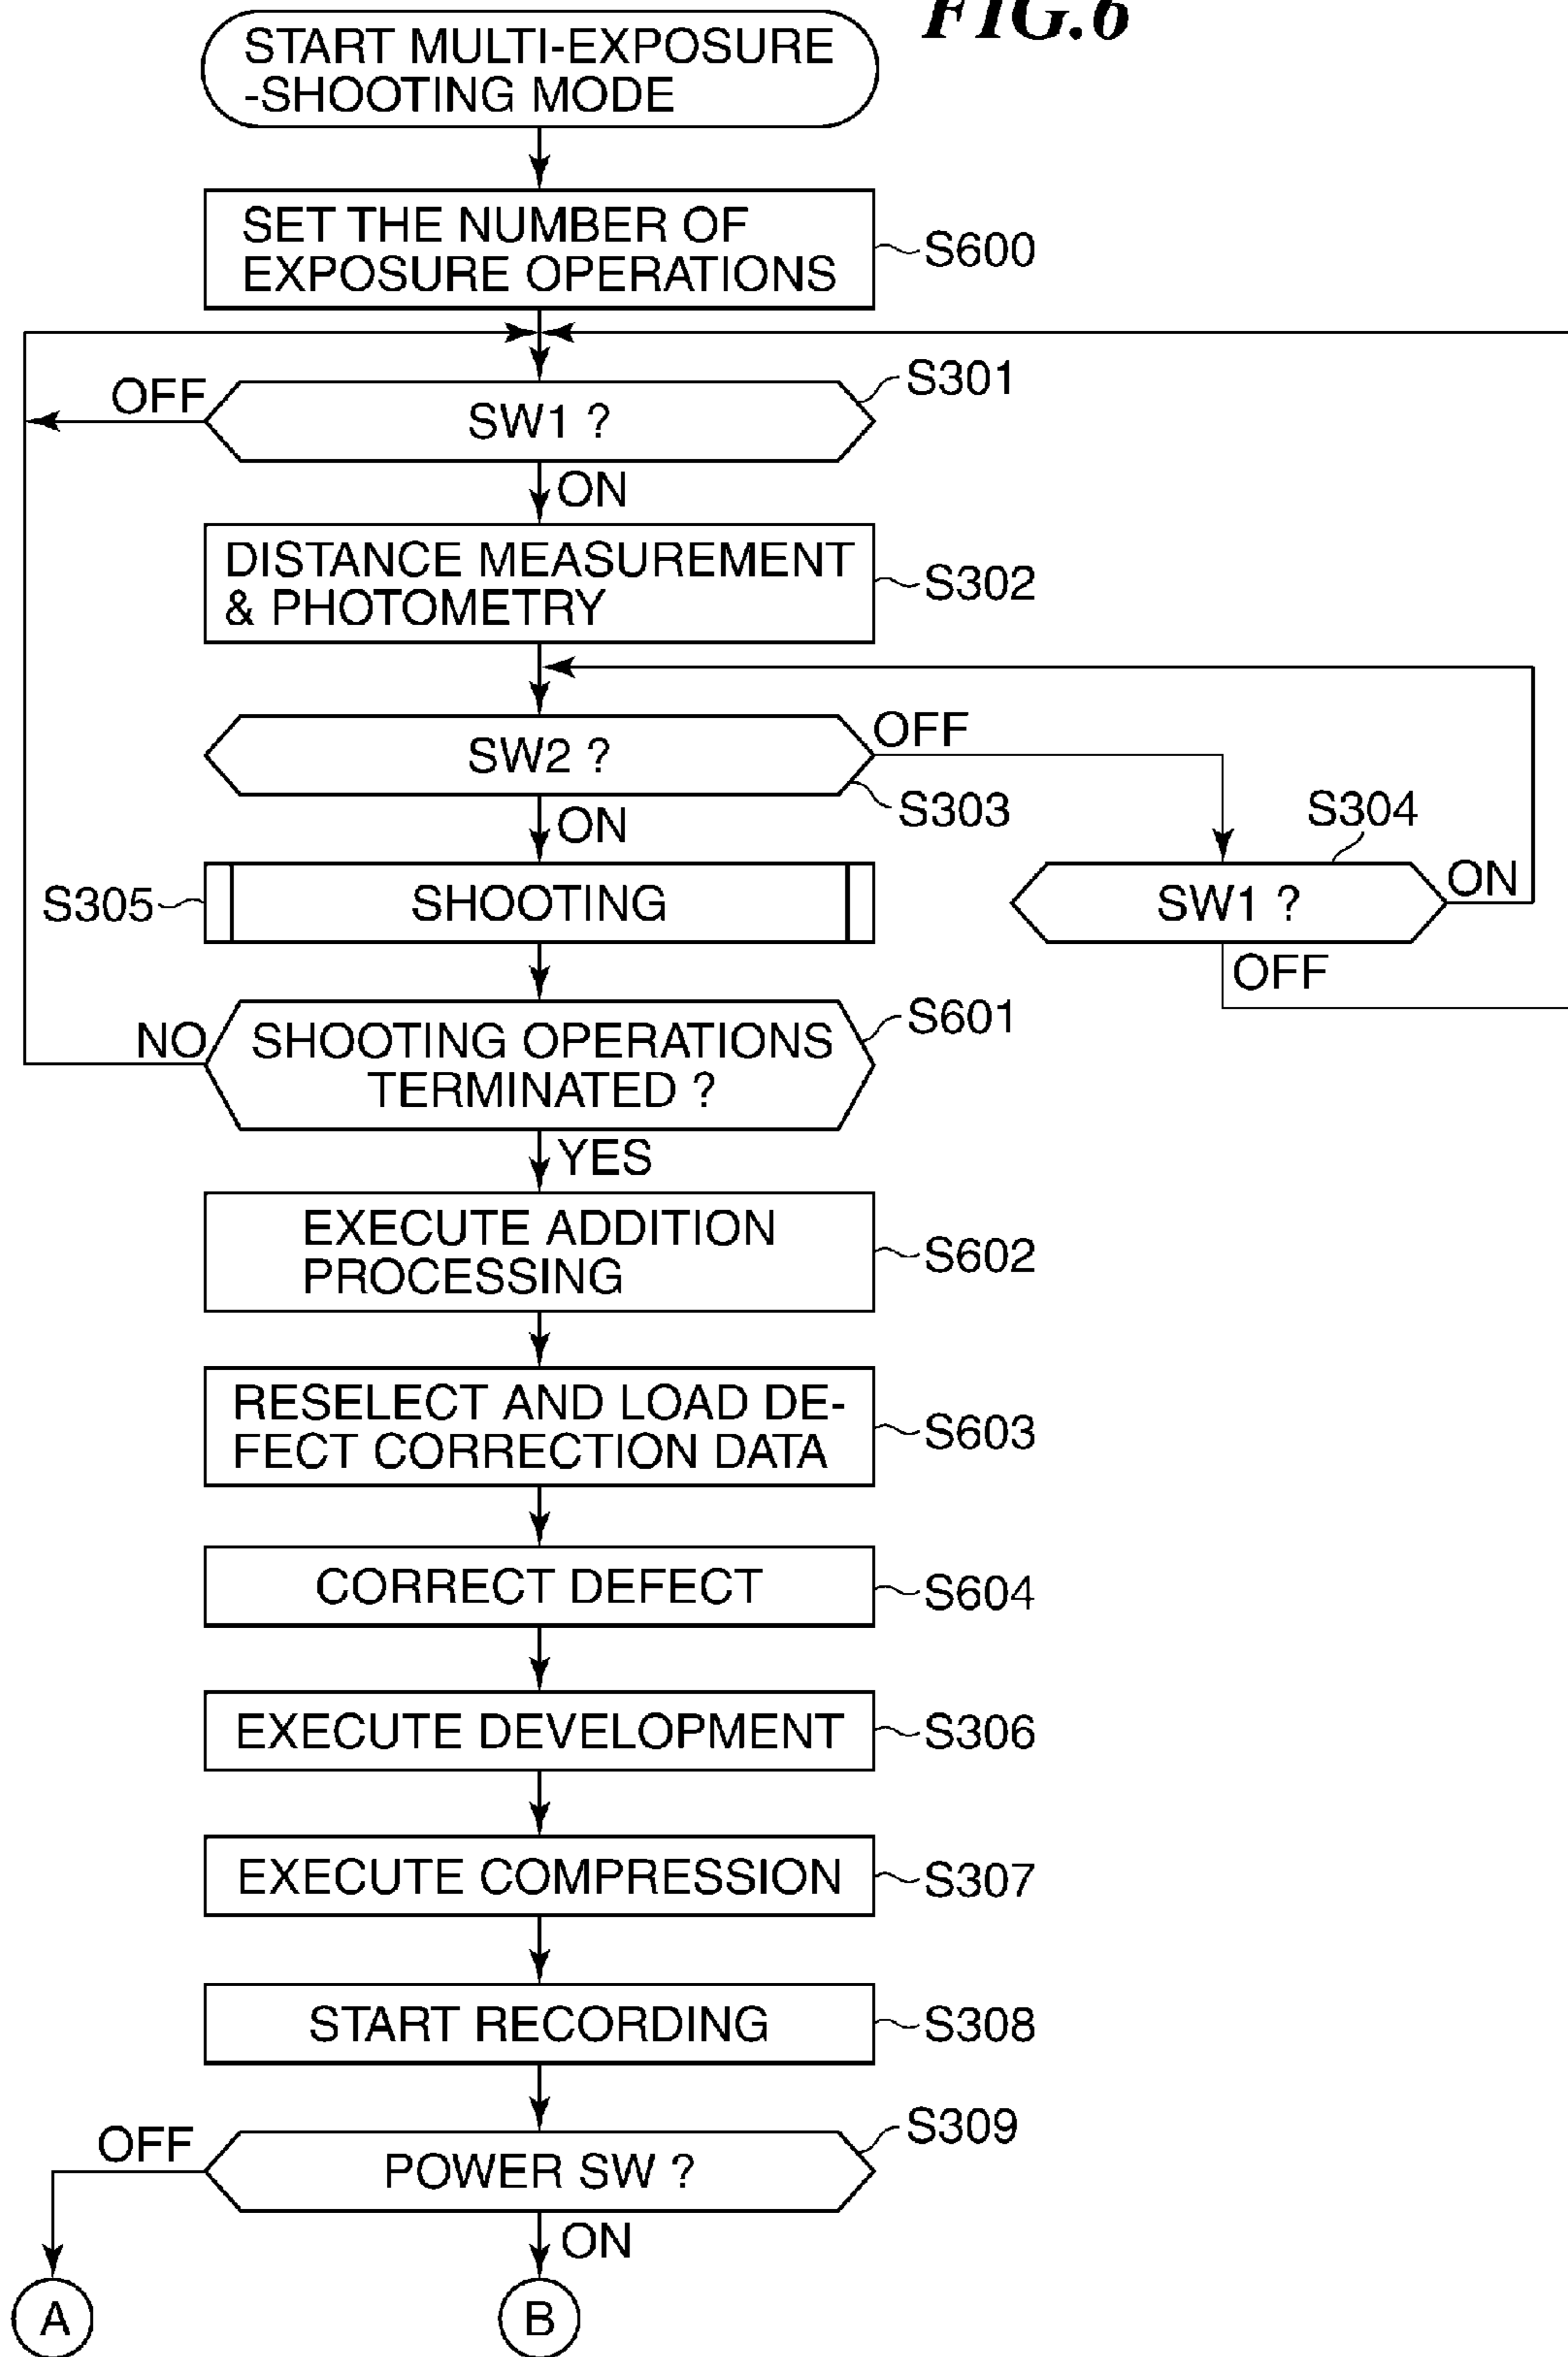 FIG.6
START MULTI-EXPOSURE
-SHOOTING MODE
SET THE NUMBER OF
EXPOSURE OPERATIONS
S600
S301
OFF
SW1 ?
ON
DISTANCE MEASUREMENT
& PHOTOMETRY
S302
SW2 ?
OFF
S303
ON
S304
SW1 ?
ON
OFF
S305
SHOOTING
S601
NO
SHOOTING OPERATIONS
TERMINATED ?
YES
EXECUTE ADDITION
PROCESSING
S602
RESELECT AND LOAD DE-
FECT CORRECTION DATA
S603
CORRECT DEFECT
S604
EXECUTE DEVELOPMENT
S306
EXECUTE COMPRESSION
S307
START RECORDING
S308
S309
OFF
POWER SW ?
ON
A
B